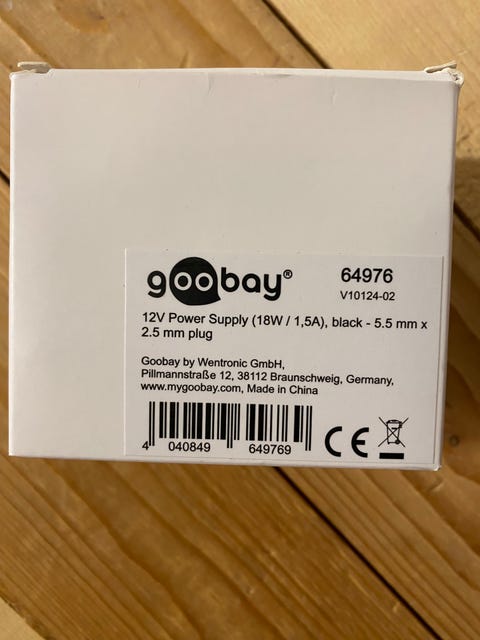 goobay®
64976
V10124-02
12V Power Supply (18W / 1,5A), black - 5.5 mm x
2.5 mm plug
Goobay by Wentronic GmbH,
Pillmannstraße 12, 38112 Braunschweig, Germany,
www.mygoobay.com, Made in China
4 040849 649769
CE